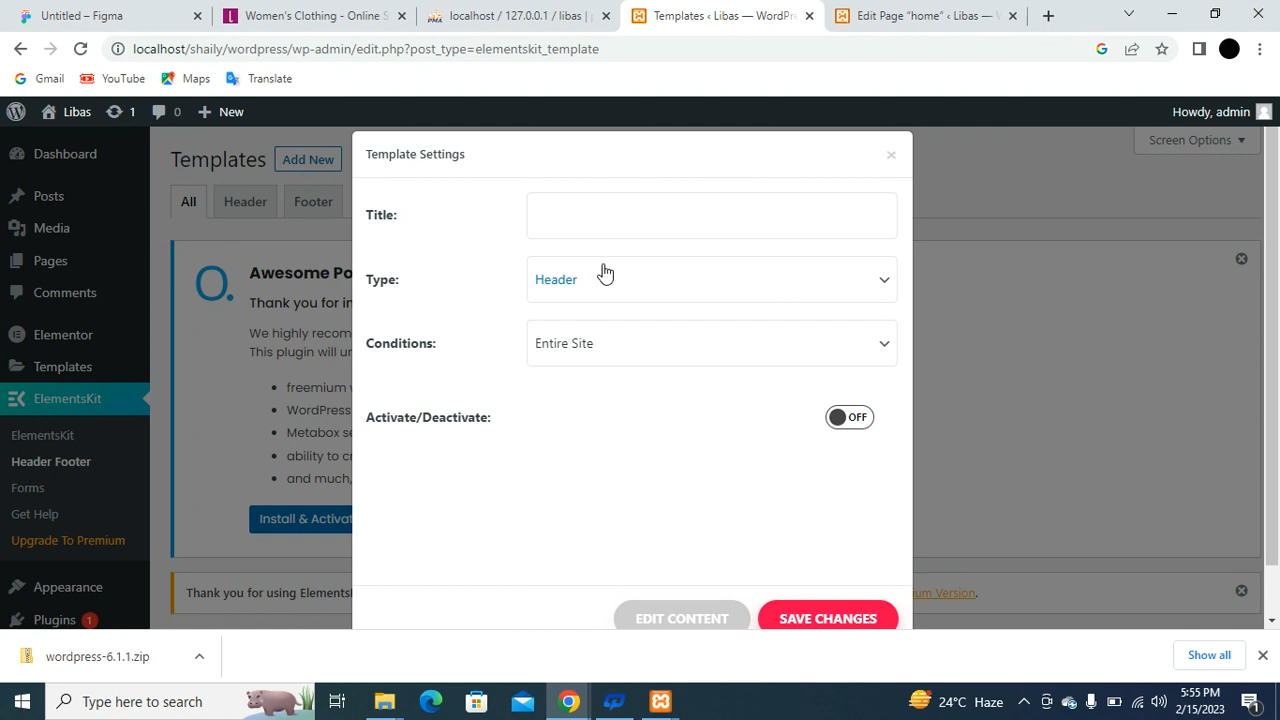 Untitled – Figma
Women's Clothing - Online S
localhost / 127.0.0.1 / libas | p
Templates ‹ Libas — WordPre
Edit Page "home" ‹ Libas — W
localhost/shaily/wordpress/wp-admin/edit.php?post_type=elementskit_template
Gmail
YouTube
Maps
Translate
Libas
1
0
New
Howdy, admin
Dashboard
Posts
Media
Pages
Comments
Elementor
Templates
ElementsKit
ElementsKit
Header Footer
Forms
Get Help
Upgrade To Premium
Appearance
Plugins 1
Templates
Add New
Screen Options
All
Header
Footer
O.
Awesome Po
Thank you for in
We highly recom
This plugin will un
freemium
WordPress
Metabox se
ability to c
and much,
Install & Activa
Thank you for using Elements
um Version.
Template Settings
Title:
Type:
Header
Conditions:
Entire Site
Activate/Deactivate:
OFF
EDIT CONTENT
SAVE CHANGES
wordpress-6.1.1.zip
Show all
Type here to search
24°C Haze
5:55 PM
2/15/2023
1